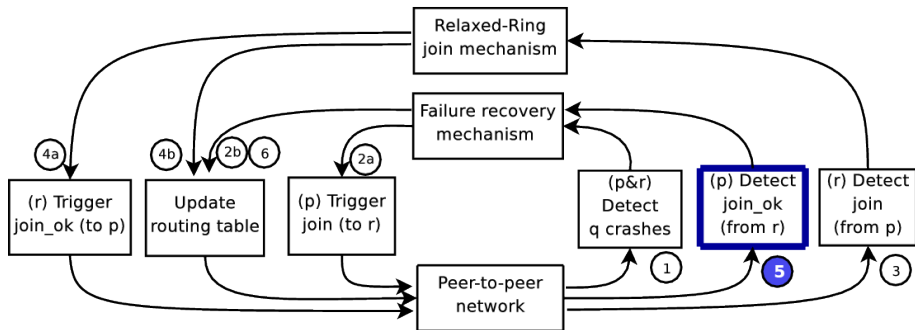 Relaxed-Ring
join mechanism
Failure recovery
mechanism
4a
4b
2b
6
2a
(r) Trigger
join_ok (to p)
Update
routing table
(p) Trigger
join (to r)
(p&r)
Detect
q crashes
(p) Detect
join_ok
(from r)
(r) Detect
join
(from p)
1
5
3
Peer-to-peer
network